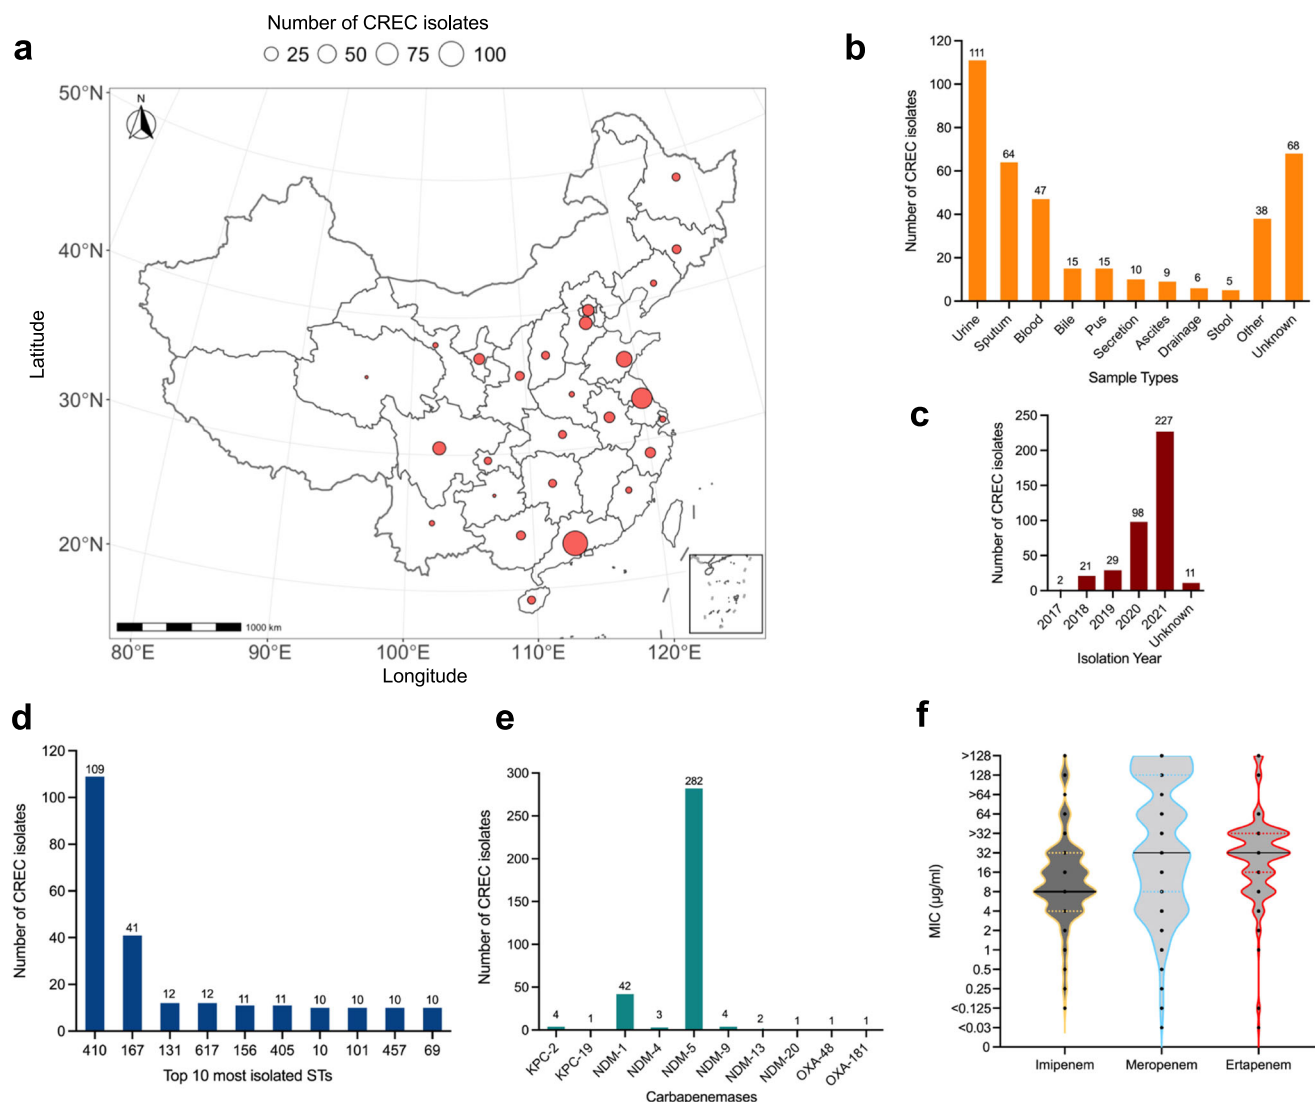 a
Number of CREC isolates
25 50 75 100
50°N
40°N
30°N
20°N
Latitude
N
1000 km
80°E 90°E 100°E 110°E 120°E
Longitude
b
Number of CREC isolates
120
100
80
60
40
20
0
111 64 47 15 15 10 9 6 5 38 68
Urine Sputum Blood Bile Pus Secretion Ascites Drainage Stool Other Unknown
Sample Types
c
Number of CREC isolates
250
200
150
100
50
0
2 21 29 98 227 11
2017 2018 2019 2020 2021 Unknown
Isolation Year
d
Number of CREC isolates
120
100
80
60
40
20
0
109 41 12 12 11 11 10 10 10 10
410 167 131 617 156 405 10 101 457 69
Top 10 most isolated STs
e
Number of CREC isolates
300
250
200
150
100
50
0
4 1 42 3 282 4 2 1 1 1
KPC-2 KPC-19 NDM-1 NDM-4 NDM-5 NDM-9 NDM-13 NDM-20 OXA-48 OXA-181
Carbapenemases
f
MIC (µg/ml)
>128
128
>64
64
>32
32
16
8
4
2
1
0.5
0.25
<0.125
<0.03
0
Imipenem Meropenem Ertapenem